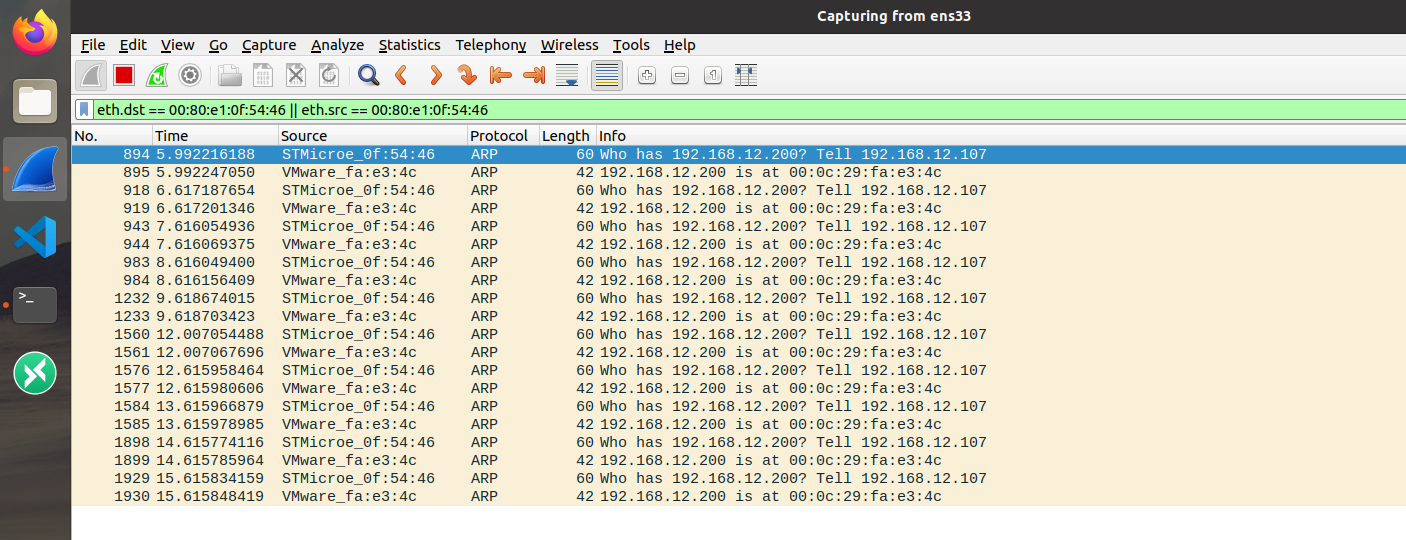 Capturing from ens33
File Edit View Go Capture Analyze Statistics Telephony Wireless Tools Help
eth.dst == 00:80:e1:0f:54:46 || eth.src == 00:80:e1:0f:54:46
No. Time Source Protocol Length Info
894 5.992216188 STMicroe_0f:54:46 ARP 60 Who has 192.168.12.200? Tell 192.168.12.107
895 5.992247050 VMware_fa:e3:4c ARP 42 192.168.12.200 is at 00:0c:29:fa:e3:4c
918 6.617187654 STMicroe_0f:54:46 ARP 60 Who has 192.168.12.200? Tell 192.168.12.107
919 6.617201346 VMware_fa:e3:4c ARP 42 192.168.12.200 is at 00:0c:29:fa:e3:4c
943 7.616054936 STMicroe_0f:54:46 ARP 60 Who has 192.168.12.200? Tell 192.168.12.107
944 7.616069375 VMware_fa:e3:4c ARP 42 192.168.12.200 is at 00:0c:29:fa:e3:4c
983 8.616049400 STMicroe_0f:54:46 ARP 60 Who has 192.168.12.200? Tell 192.168.12.107
984 8.616156409 VMware_fa:e3:4c ARP 42 192.168.12.200 is at 00:0c:29:fa:e3:4c
1232 9.618674015 STMicroe_0f:54:46 ARP 60 Who has 192.168.12.200? Tell 192.168.12.107
1233 9.618703423 VMware_fa:e3:4c ARP 42 192.168.12.200 is at 00:0c:29:fa:e3:4c
1560 12.007054488 STMicroe_0f:54:46 ARP 60 Who has 192.168.12.200? Tell 192.168.12.107
1561 12.007067696 VMware_fa:e3:4c ARP 42 192.168.12.200 is at 00:0c:29:fa:e3:4c
1576 12.615958464 STMicroe_0f:54:46 ARP 60 Who has 192.168.12.200? Tell 192.168.12.107
1577 12.615980606 VMware_fa:e3:4c ARP 42 192.168.12.200 is at 00:0c:29:fa:e3:4c
1584 13.615966879 STMicroe_0f:54:46 ARP 60 Who has 192.168.12.200? Tell 192.168.12.107
1585 13.615978985 VMware_fa:e3:4c ARP 42 192.168.12.200 is at 00:0c:29:fa:e3:4c
1898 14.615774116 STMicroe_0f:54:46 ARP 60 Who has 192.168.12.200? Tell 192.168.12.107
1899 14.615785964 VMware_fa:e3:4c ARP 42 192.168.12.200 is at 00:0c:29:fa:e3:4c
1929 15.615834159 STMicroe_0f:54:46 ARP 60 Who has 192.168.12.200? Tell 192.168.12.107
1930 15.615848419 VMware_fa:e3:4c ARP 42 192.168.12.200 is at 00:0c:29:fa:e3:4c